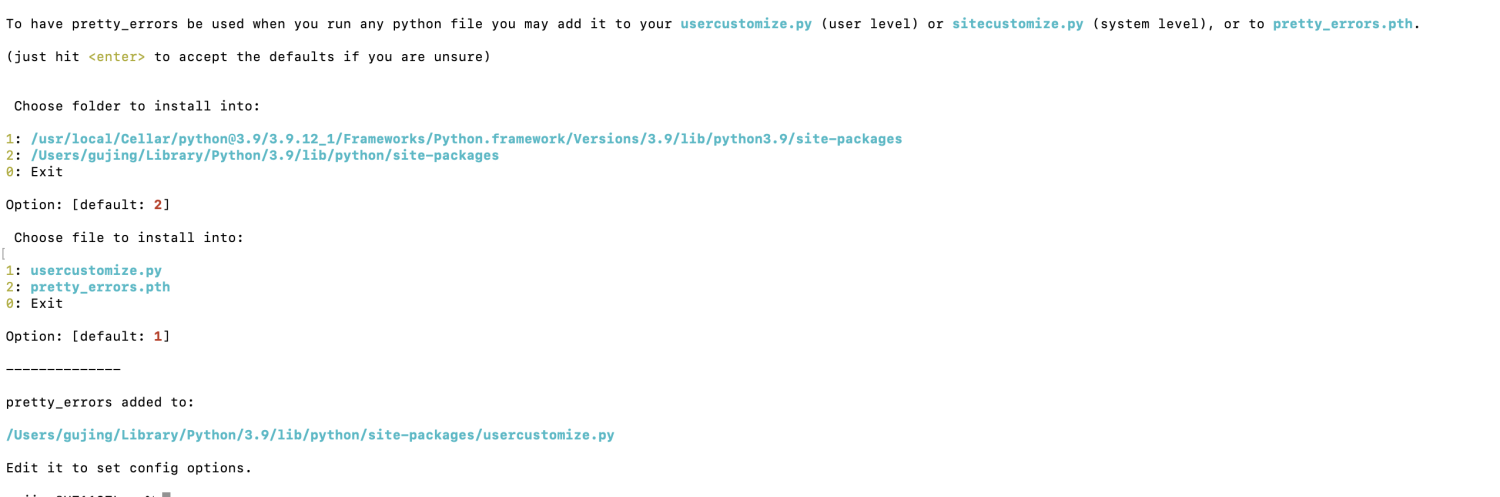 To have pretty_errors be used when you run any python file you may add it to your usercustomize.py (user level) or sitecustomize.py (system level), or to pretty_errors.pth.
(just hit <enter> to accept the defaults if you are unsure)
Choose folder to install into:
1: /usr/local/Cellar/python@3.9/3.9.12_1/Frameworks/Python.framework/Versions/3.9/lib/python3.9/site-packages
2: /Users/gujing/Library/Python/3.9/lib/python/site-packages
0: Exit
Option: [default: 2]
Choose file to install into:
[
1: usercustomize.py
2: pretty_errors.pth
0: Exit
Option: [default: 1]
--------------
pretty_errors added to:
/Users/gujing/Library/Python/3.9/lib/python/site-packages/usercustomize.py
Edit it to set config options.